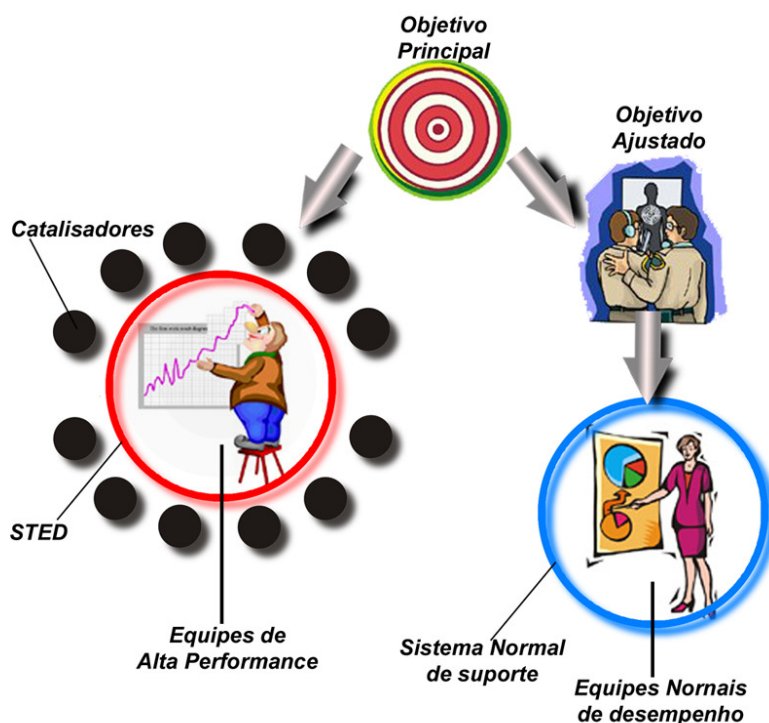 Objetivo
Principal
Objetivo
Ajustado
Catalisadores
STED
Equipes de
Alta Performance
Sistema Normal
de suporte
Equipes Nornais
de desempenho